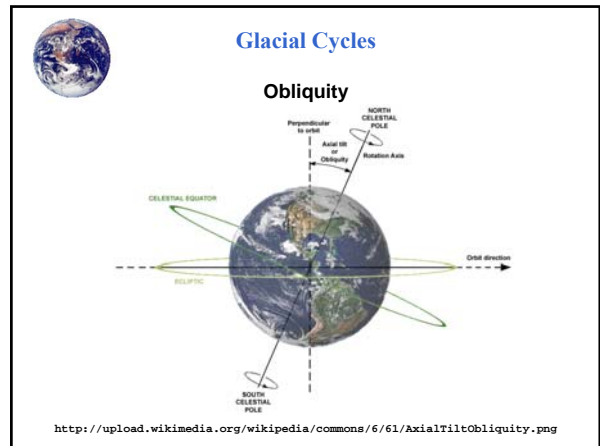 Glacial Cycles
Obliquity
NORTH
CELESTIAL
POLE
Perpendicular
to orbit
Axial tilt
or
Obliquity
Rotation Axis
CELESTIAL EQUATOR
Orbit direction
ECLIPTIC
SOUTH
CELESTIAL
POLE
http://upload.wikimedia.org/wikipedia/commons/6/61/AxialTiltObliquity.png